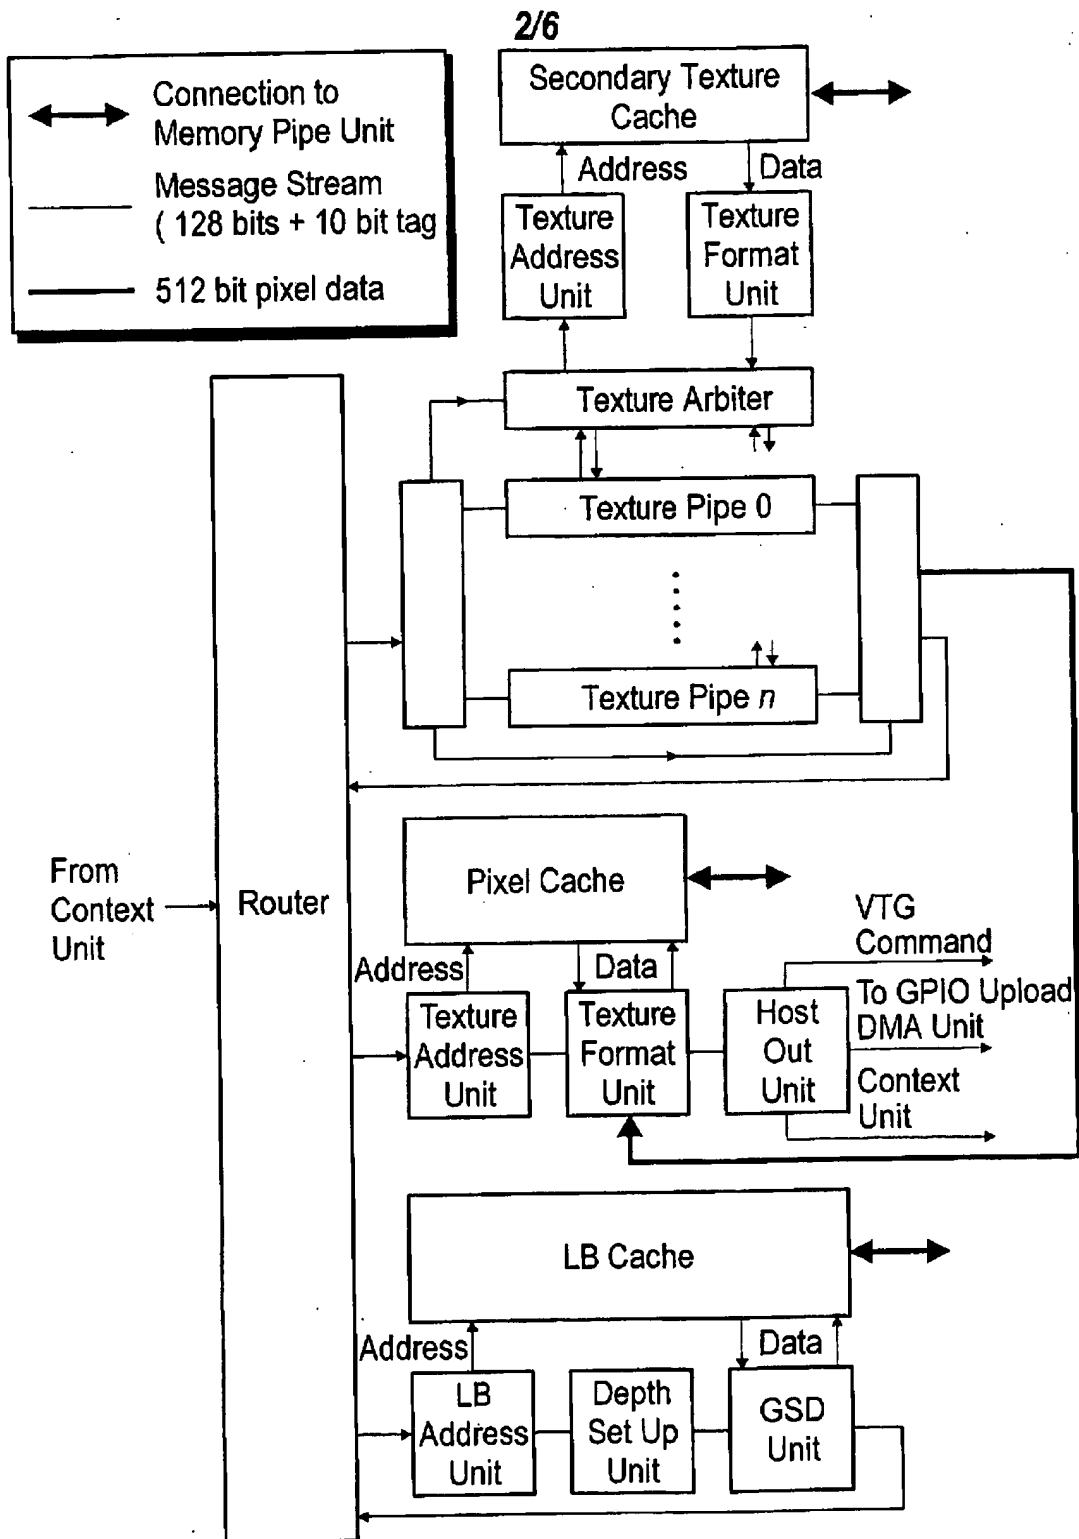 2/6
Connection to
Memory Pipe Unit
Message Stream
( 128 bits + 10 bit tag
512 bit pixel data
Secondary Texture
Cache
Address
Data
Texture
Address
Unit
Texture
Format
Unit
Texture Arbiter
Texture Pipe 0
Texture Pipe n
From
Context
Unit
Router
Pixel Cache
Address
Data
Texture
Address
Unit
Texture
Format
Unit
Host
Out
Unit
VTG
Command
To GPIO Upload
DMA Unit
Context
Unit
LB Cache
Address
Data
LB
Address
Unit
Depth
Set Up
Unit
GSD
Unit